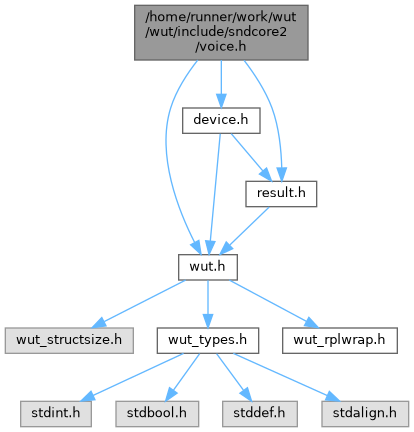 /home/runner/work/wut
/wut/include/sndcore2
/voice.h
device.h
result.h
wut.h
wut_structsize.h
wut_types.h
wut_rplwrap.h
stdint.h
stdbool.h
stddef.h
stdalign.h